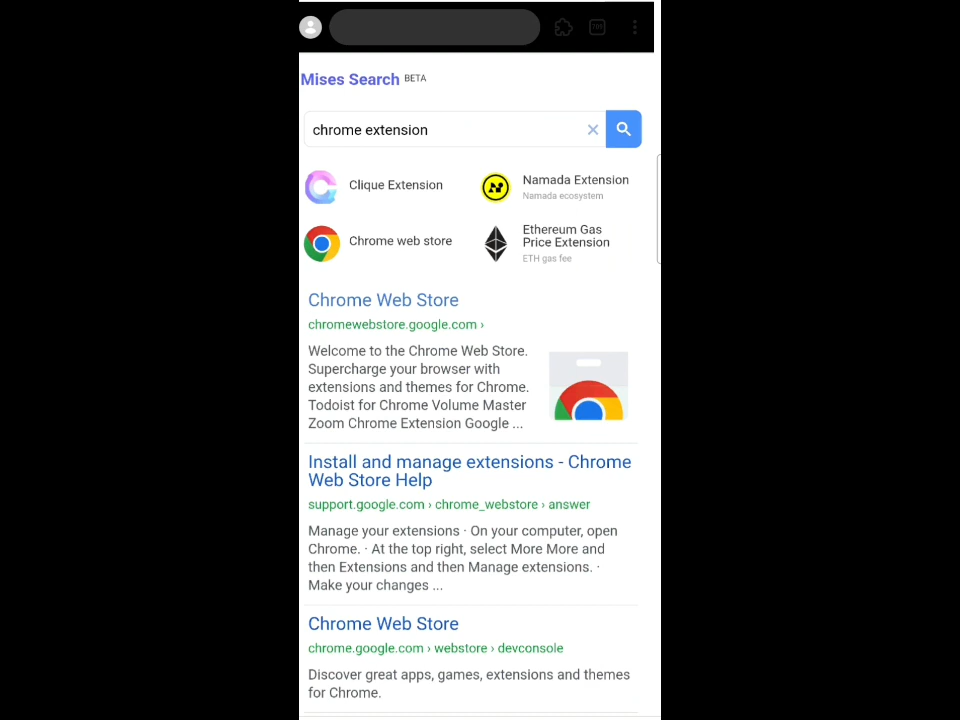 Mises Search BETA
chrome extension
Clique Extension
Namada Extension
Namada ecosystem
Chrome web store
Ethereum Gas
Price Extension
ETH gas fee
Chrome Web Store
chromewebstore.google.com ›
Welcome to the Chrome Web Store.
Supercharge your browser with
extensions and themes for Chrome.
Todoist for Chrome Volume Master
Zoom Chrome Extension Google ...
Install and manage extensions - Chrome
Web Store Help
support.google.com › chrome_webstore › answer
Manage your extensions · On your computer, open
Chrome. · At the top right, select More More and
then Extensions and then Manage extensions. ·
Make your changes ...
Chrome Web Store
chrome.google.com › webstore › devconsole
Discover great apps, games, extensions and themes
for Chrome.